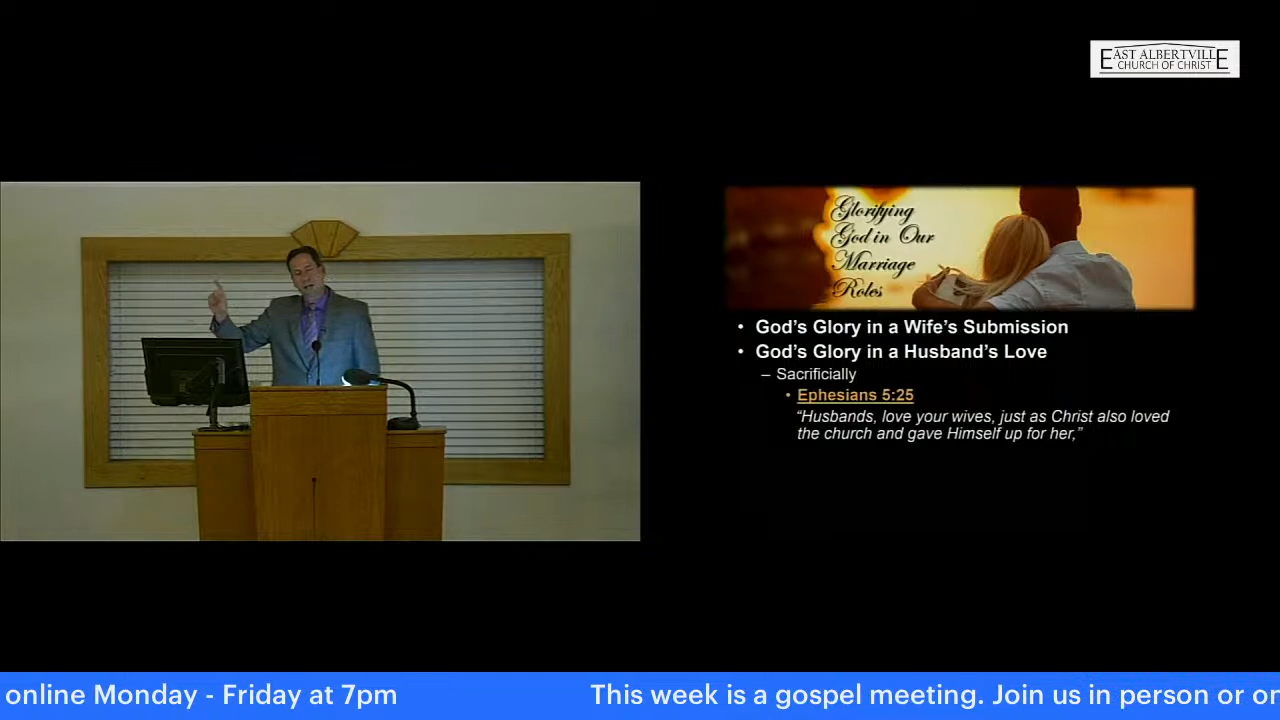 EAST ALBERTVILLE
CHURCH OF CHRIST
Glorifying
God in Our
Marriage
Roles
• God's Glory in a Wife's Submission
• God's Glory in a Husband's Love
– Sacrificially
• Ephesians 5:25
“Husbands, love your wives, just as Christ also loved
the church and gave Himself up for her,”
online Monday - Friday at 7pm This week is a gospel meeting. Join us in person or or